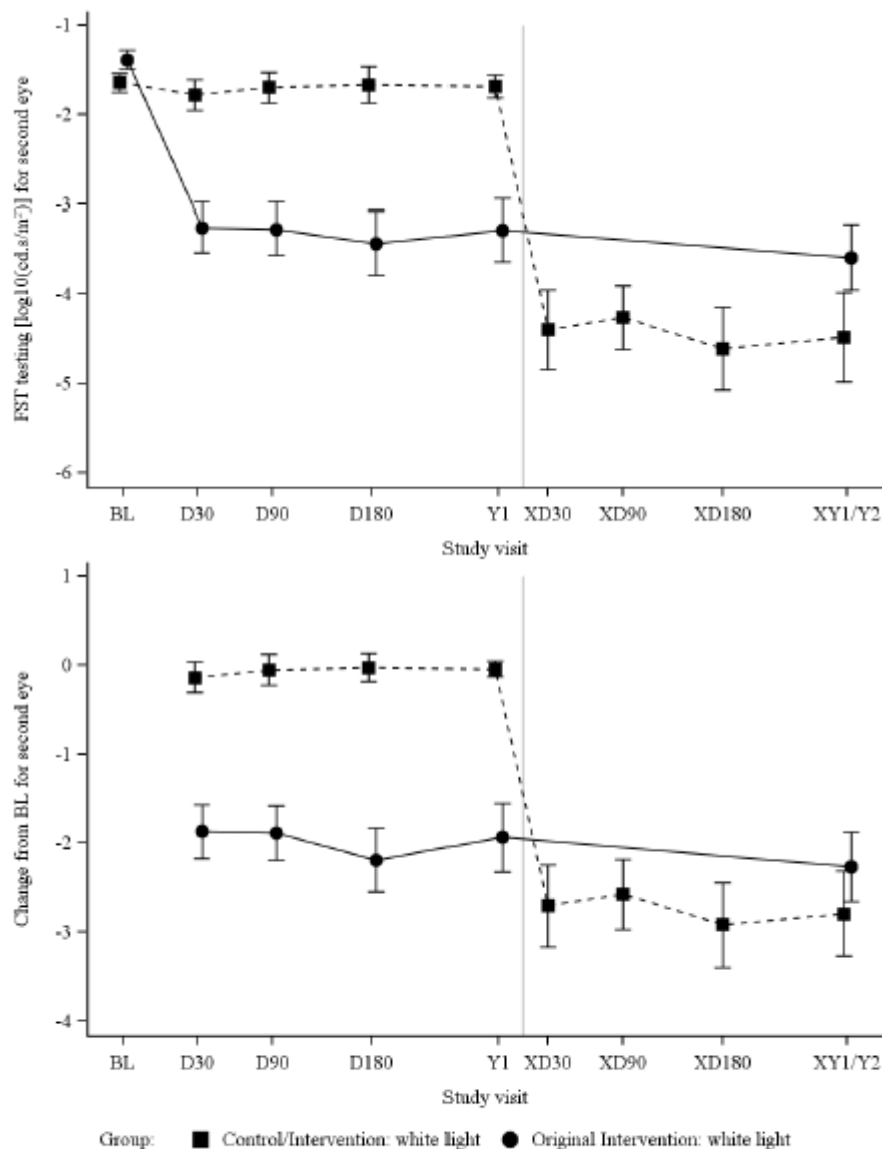 FST testing [log10(cd.s/m²)] for second eye
-1
-2
-3
-4
-5
-6
BL D30 D90 D180 Y1 XD30 XD90 XD180 XY1/Y2
Study visit
Change from BL for second eye
1
0
-1
-2
-3
-4
BL D30 D90 D180 Y1 XD30 XD90 XD180 XY1/Y2
Study visit
Group: Control/Intervention: white light Original Intervention: white light